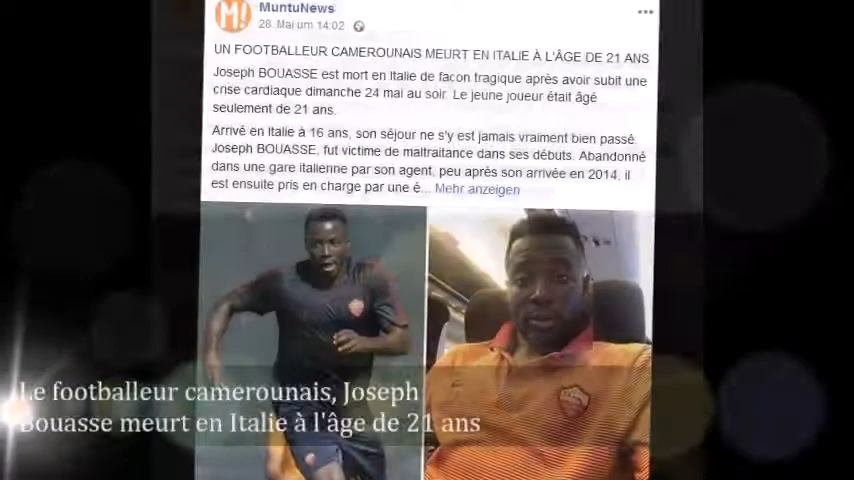 M!
MuntuNews
28. Mai um 14:02
UN FOOTBALLEUR CAMEROUNAIS MEURT EN ITALIE À L'ÂGE DE 21 ANS
Joseph BOUASSE est mort en Italie de facon tragique après avoir subit une
crise cardiaque dimanche 24 mai au soir. Le jeune joueur était âgé
seulement de 21 ans.
Arrivé en Italie à 16 ans, son séjour ne s'y est jamais vraiment bien passé.
Joseph BOUASSE, fut victime de maltraitance dans ses débuts. Abandonné
dans une gare italienne par son agent, peu après son arrivée en 2014, il
est ensuite pris en charge par une é... Mehr anzeigen
Le footballeur camerounais, Joseph
Bouasse meurt en Italie à l'âge de 21 ans